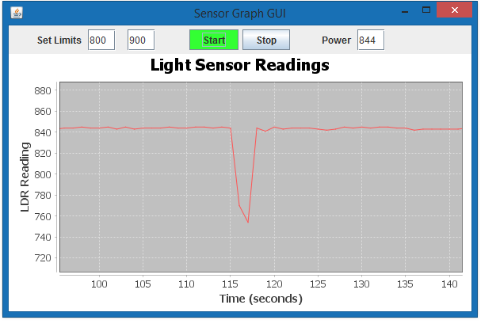 Sensor Graph GUI
Set Limits 800 900 Start Stop Power 844
Light Sensor Readings
880
860
840
820
800
780
760
740
720
LDR Reading
100 105 110 115 120 125 130 135 140
Time (seconds)